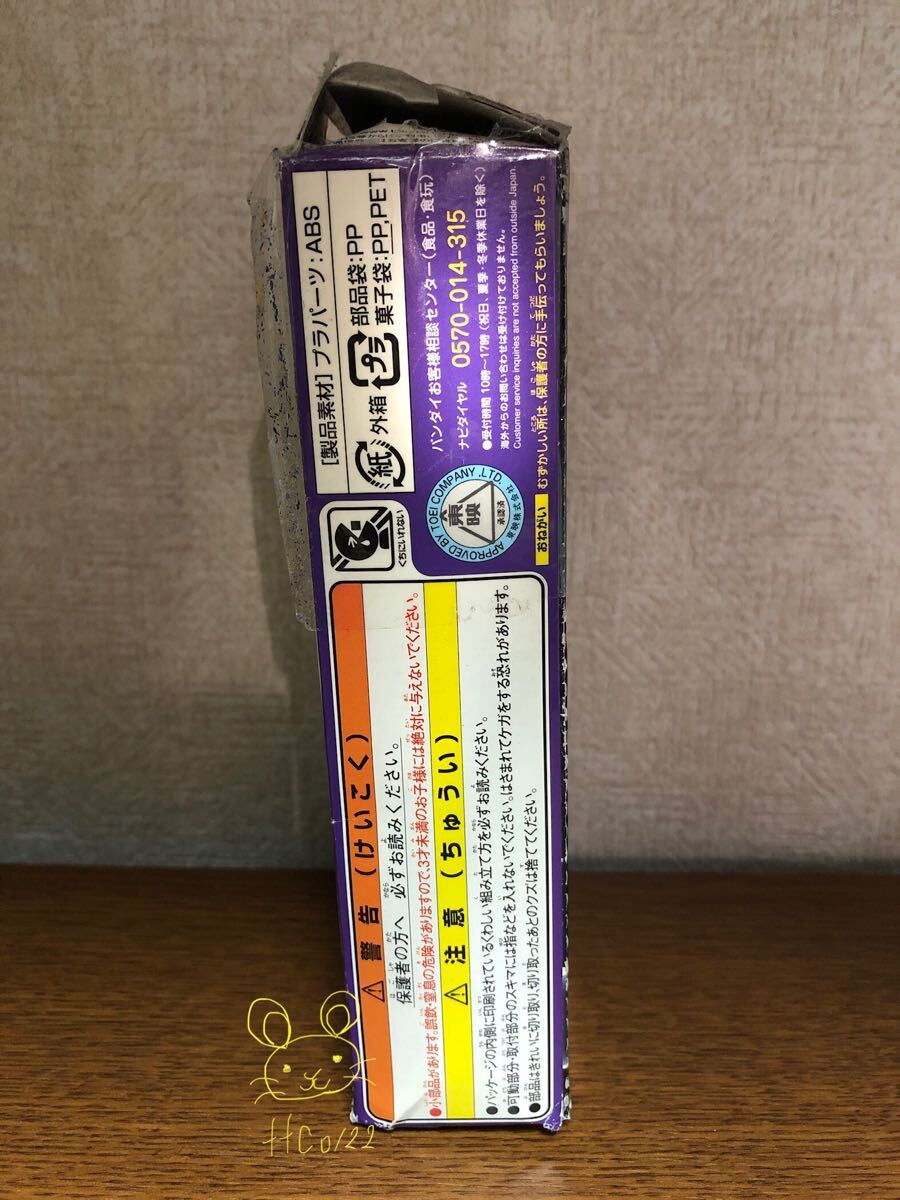 [製品素材] プラパーツ:ABS
紙 外箱 プラ 部品袋:PP
菓子袋:PP,PET
バンダイお客様相談センター(食品・食玩)
ナビダイヤル 0570-014-315
●受付時間 10時〜17時(祝日、夏季・冬季休業日を除く)
海外からのお問い合わせは受け付けておりません。
Customer service inquiries are not accepted from outside Japan.
おねがい むずかしい所は、保護者の方に手伝ってもらいましょう。
くちにいれない
APPROVED BY TOEI COMPANY ,LTD.
東映
承認済
東映株式会社
⚠ 警告 (けいこく)
保護者の方へ 必ずお読みください。
●小部品があります。誤飲・窒息の危険がありますので、3才未満のお子様には絶対に与えないでください。
⚠ 注意 (ちゅうい)
●パッケージの内側に印刷されているくわしい組み立て方を必ずお読みください。
●可動部分・取付部分のスキマには指などを入れないでください。はさまれてケガをする恐れがあります。
●部品はきれいに切り取り、切り取ったあとのクズは捨ててください。
HCo122